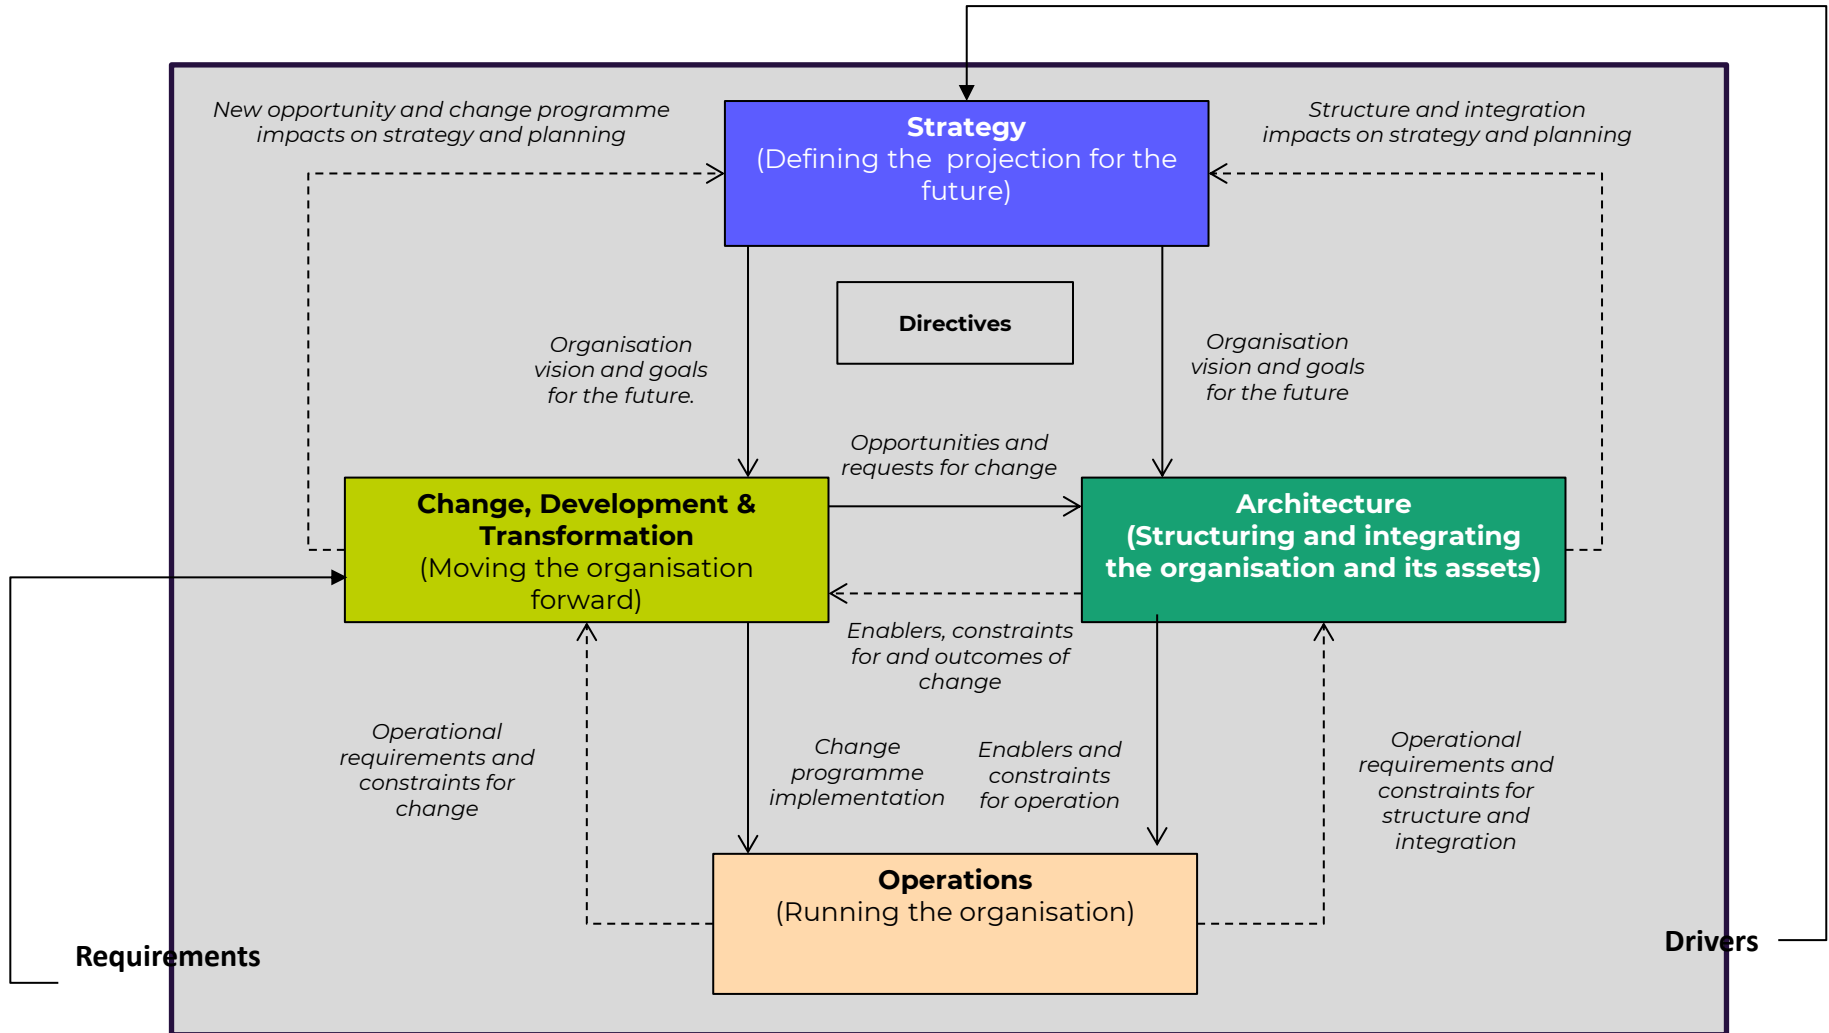 New opportunity and change programme
impacts on strategy and planning
Strategy
(Defining the  projection for the
future)
Structure and integration
impacts on strategy and planning
Directives
Organisation
vision and goals
for the future.
Organisation
vision and goals
for the future
Opportunities and
requests for change
Change, Development &
Transformation
(Moving the organisation
forward)
Architecture
(Structuring and integrating
the organisation and its assets)
Enablers, constraints
for and outcomes of
change
Operational
requirements and
constraints for
change
Change
programme
implementation
Enablers and
constraints
for operation
Operational
requirements and
constraints for
structure and
integration
Operations
(Running the organisation)
Requirements
Drivers